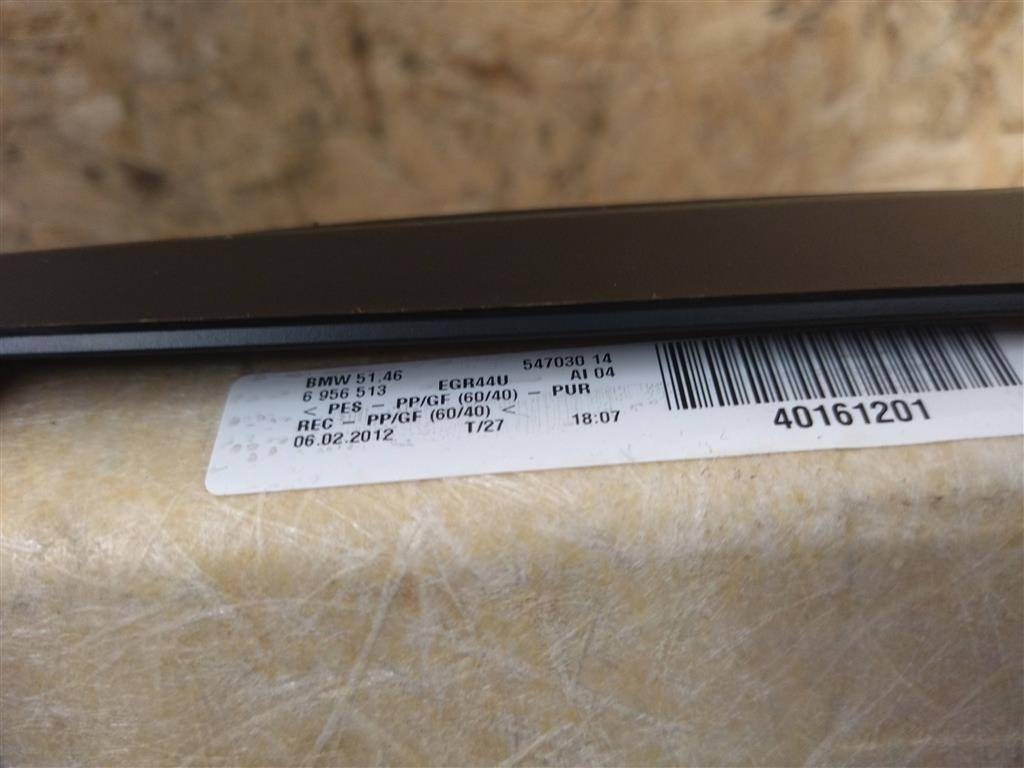 BMW 51.46 EGR44U 547030 14
6 956 513 AI 04
< PES - PP/GF (60/40) - PUR
REC - PP/GF (60/40) <
06.02.2012 T/27 18:07
40161201